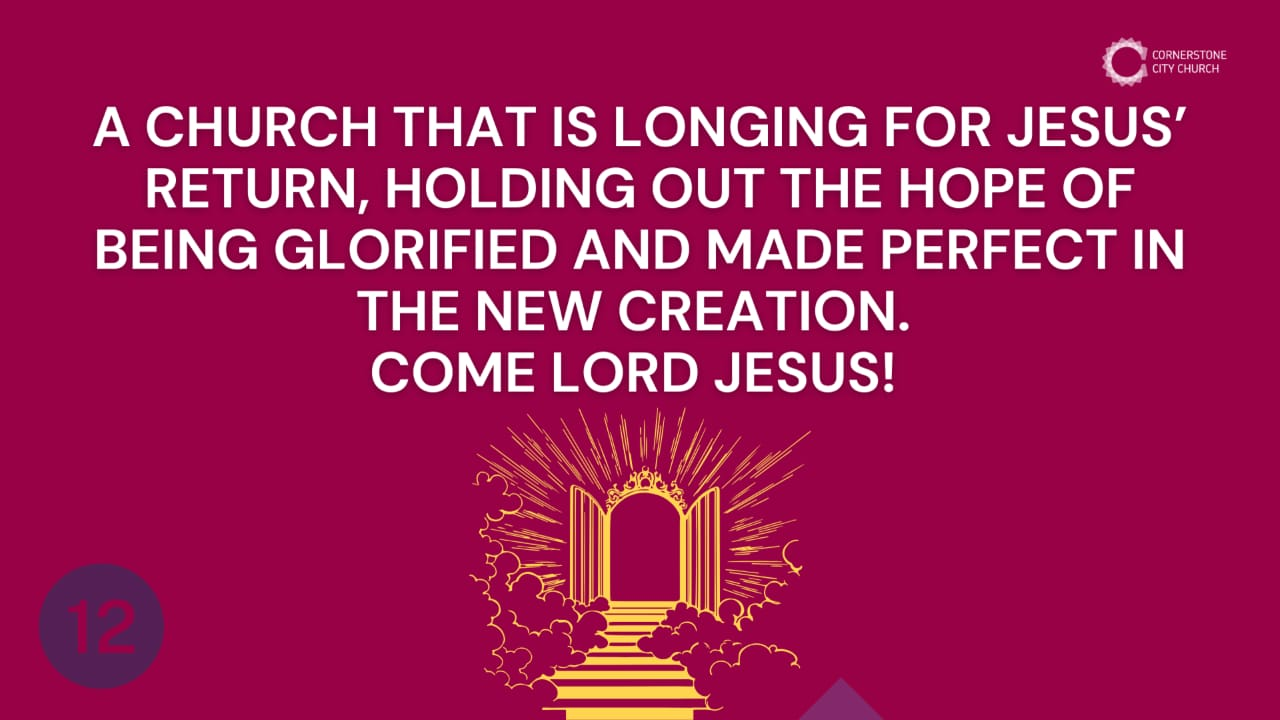 CORNERSTONE
CITY CHURCH
A CHURCH THAT IS LONGING FOR JESUS’
RETURN, HOLDING OUT THE HOPE OF
BEING GLORIFIED AND MADE PERFECT IN
THE NEW CREATION.
COME LORD JESUS!
12